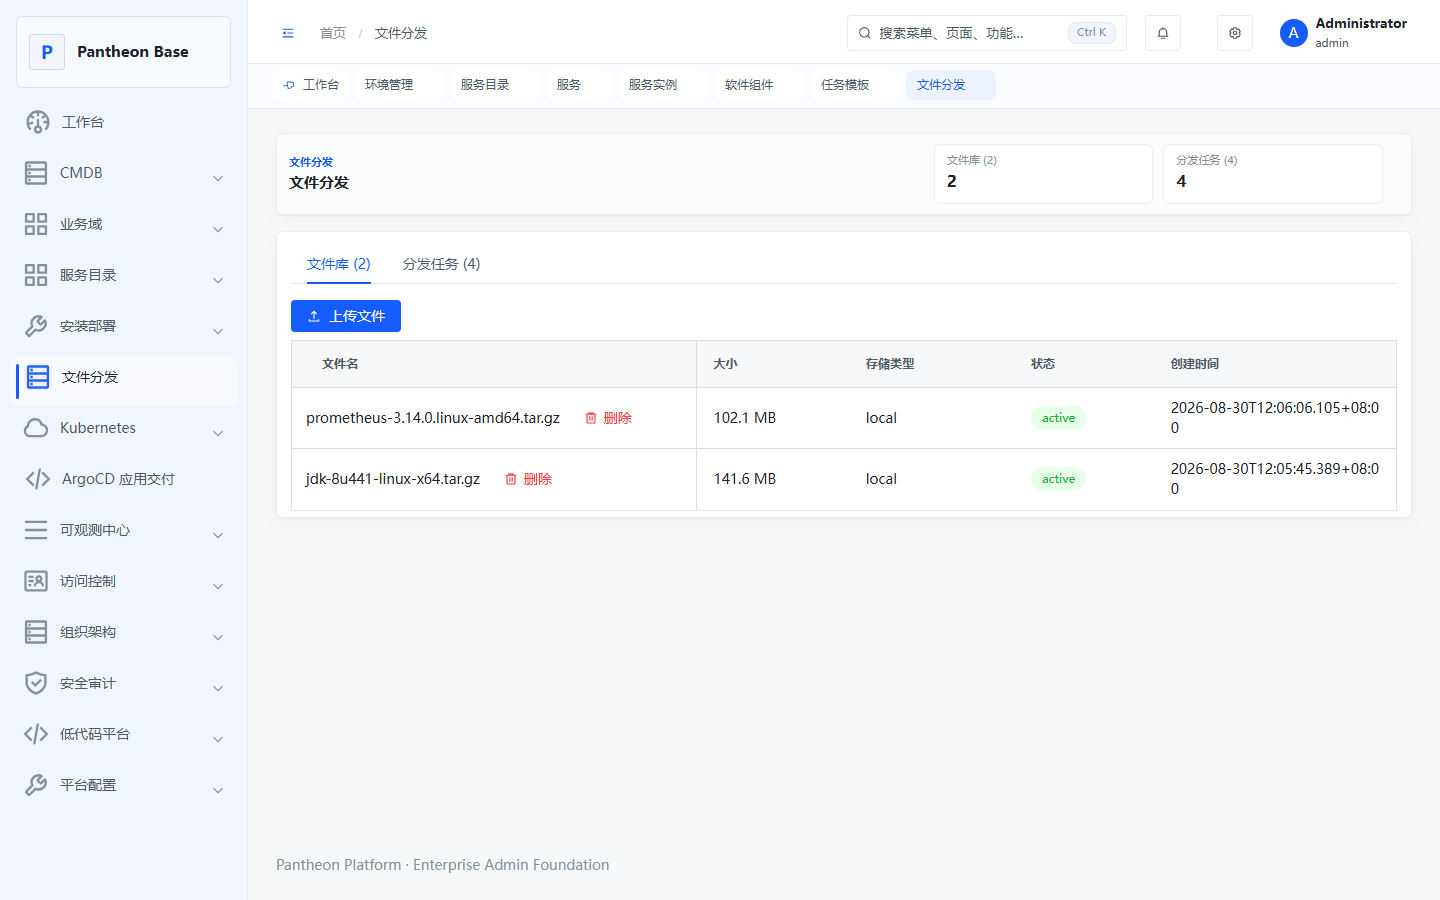 P Pantheon Base
工作台
CMDB
业务域
服务目录
安装部署
文件分发
Kubernetes
ArgoCD 应用交付
可观测中心
访问控制
组织架构
安全审计
低代码平台
平台配置
首页 / 文件分发
搜索菜单、页面、功能... Ctrl K
A Administrator
admin
工作台 环境管理 服务目录 服务 服务实例 软件组件 任务模板 文件分发
文件分发
文件分发
文件库 (2)
2
分发任务 (4)
4
文件库 (2) 分发任务 (4)
上传文件
文件名 大小 存储类型 状态 创建时间
prometheus-3.14.0.linux-amd64.tar.gz 删除 102.1 MB local active 2026-08-30T12:06:06.105+08:0
0
jdk-8u441-linux-x64.tar.gz 删除 141.6 MB local active 2026-08-30T12:05:45.389+08:0
0
Pantheon Platform · Enterprise Admin Foundation